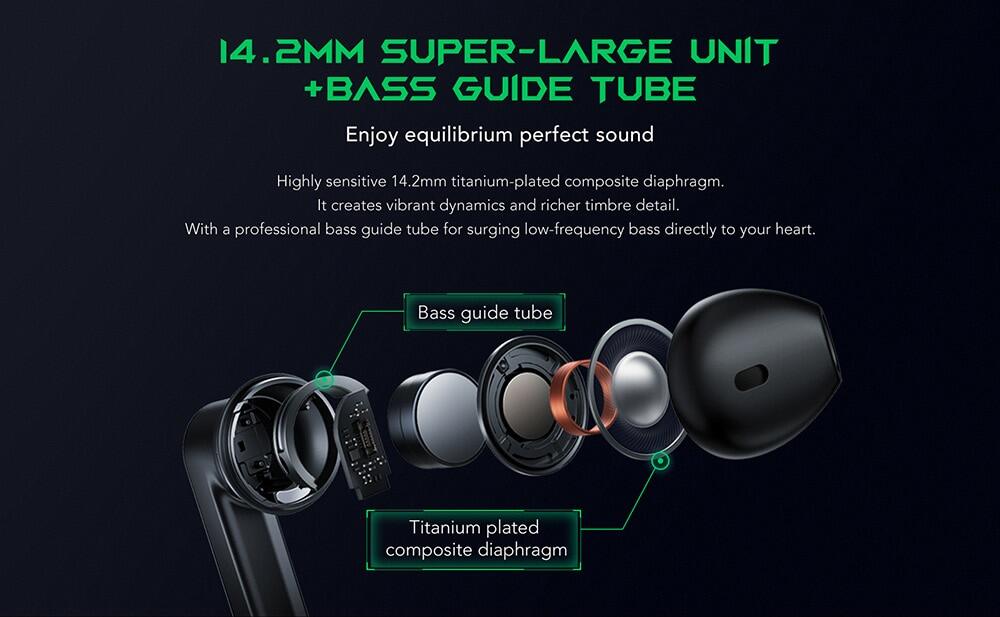 14.2MM SUPER-LARGE UNIT
+BASS GUIDE TUBE
Enjoy equilibrium perfect sound
Highly sensitive 14.2mm titanium-plated composite diaphragm.
It creates vibrant dynamics and richer timbre detail.
With a professional bass guide tube for surging low-frequency bass directly to your heart.
Bass guide tube
Titanium plated
composite diaphragm